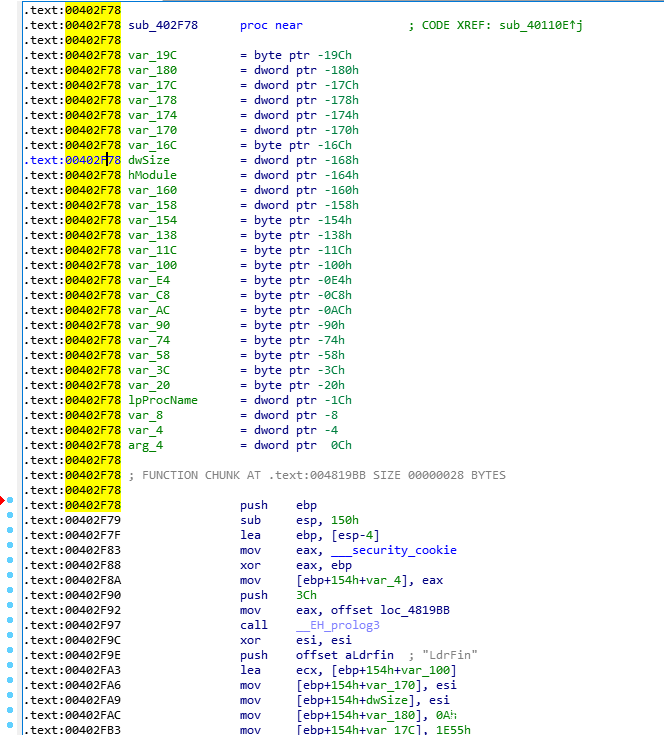 .text:00402F78
.text:00402F78 sub_402F78 proc near ; CODE XREF: sub_40110E↑j
.text:00402F78
.text:00402F78 var_19C = byte ptr -19Ch
.text:00402F78 var_180 = dword ptr -180h
.text:00402F78 var_17C = dword ptr -17Ch
.text:00402F78 var_178 = dword ptr -178h
.text:00402F78 var_174 = dword ptr -174h
.text:00402F78 var_170 = dword ptr -170h
.text:00402F78 var_16C = byte ptr -16Ch
.text:00402F78 dwSize = dword ptr -168h
.text:00402F78 hModule = dword ptr -164h
.text:00402F78 var_160 = dword ptr -160h
.text:00402F78 var_158 = dword ptr -158h
.text:00402F78 var_154 = byte ptr -154h
.text:00402F78 var_138 = byte ptr -138h
.text:00402F78 var_11C = byte ptr -11Ch
.text:00402F78 var_100 = byte ptr -100h
.text:00402F78 var_E4 = byte ptr -0E4h
.text:00402F78 var_C8 = byte ptr -0C8h
.text:00402F78 var_AC = byte ptr -0ACh
.text:00402F78 var_90 = byte ptr -90h
.text:00402F78 var_74 = byte ptr -74h
.text:00402F78 var_58 = byte ptr -58h
.text:00402F78 var_3C = byte ptr -3Ch
.text:00402F78 var_20 = byte ptr -20h
.text:00402F78 lpProcName = dword ptr -1Ch
.text:00402F78 var_8 = dword ptr -8
.text:00402F78 var_4 = dword ptr -4
.text:00402F78 arg_4 = dword ptr 0Ch
.text:00402F78
.text:00402F78 ; FUNCTION CHUNK AT .text:004819BB SIZE 00000028 BYTES
.text:00402F78
.text:00402F78 push ebp
.text:00402F79 sub esp, 150h
.text:00402F7F lea ebp, [esp-4]
.text:00402F83 mov eax, ___security_cookie
.text:00402F88 xor eax, ebp
.text:00402F8A mov [ebp+154h+var_4], eax
.text:00402F90 push 3Ch
.text:00402F92 mov eax, offset loc_4819BB
.text:00402F97 call __EH_prolog3
.text:00402F9C xor esi, esi
.text:00402F9E push offset aLdrfin ; "LdrFin"
.text:00402FA3 lea ecx, [ebp+154h+var_100]
.text:00402FA6 mov [ebp+154h+var_170], esi
.text:00402FA9 mov [ebp+154h+dwSize], esi
.text:00402FAC mov [ebp+154h+var_180], 0Ah
.text:00402FB3 mov [ebp+154h+var_17C], 1E55h